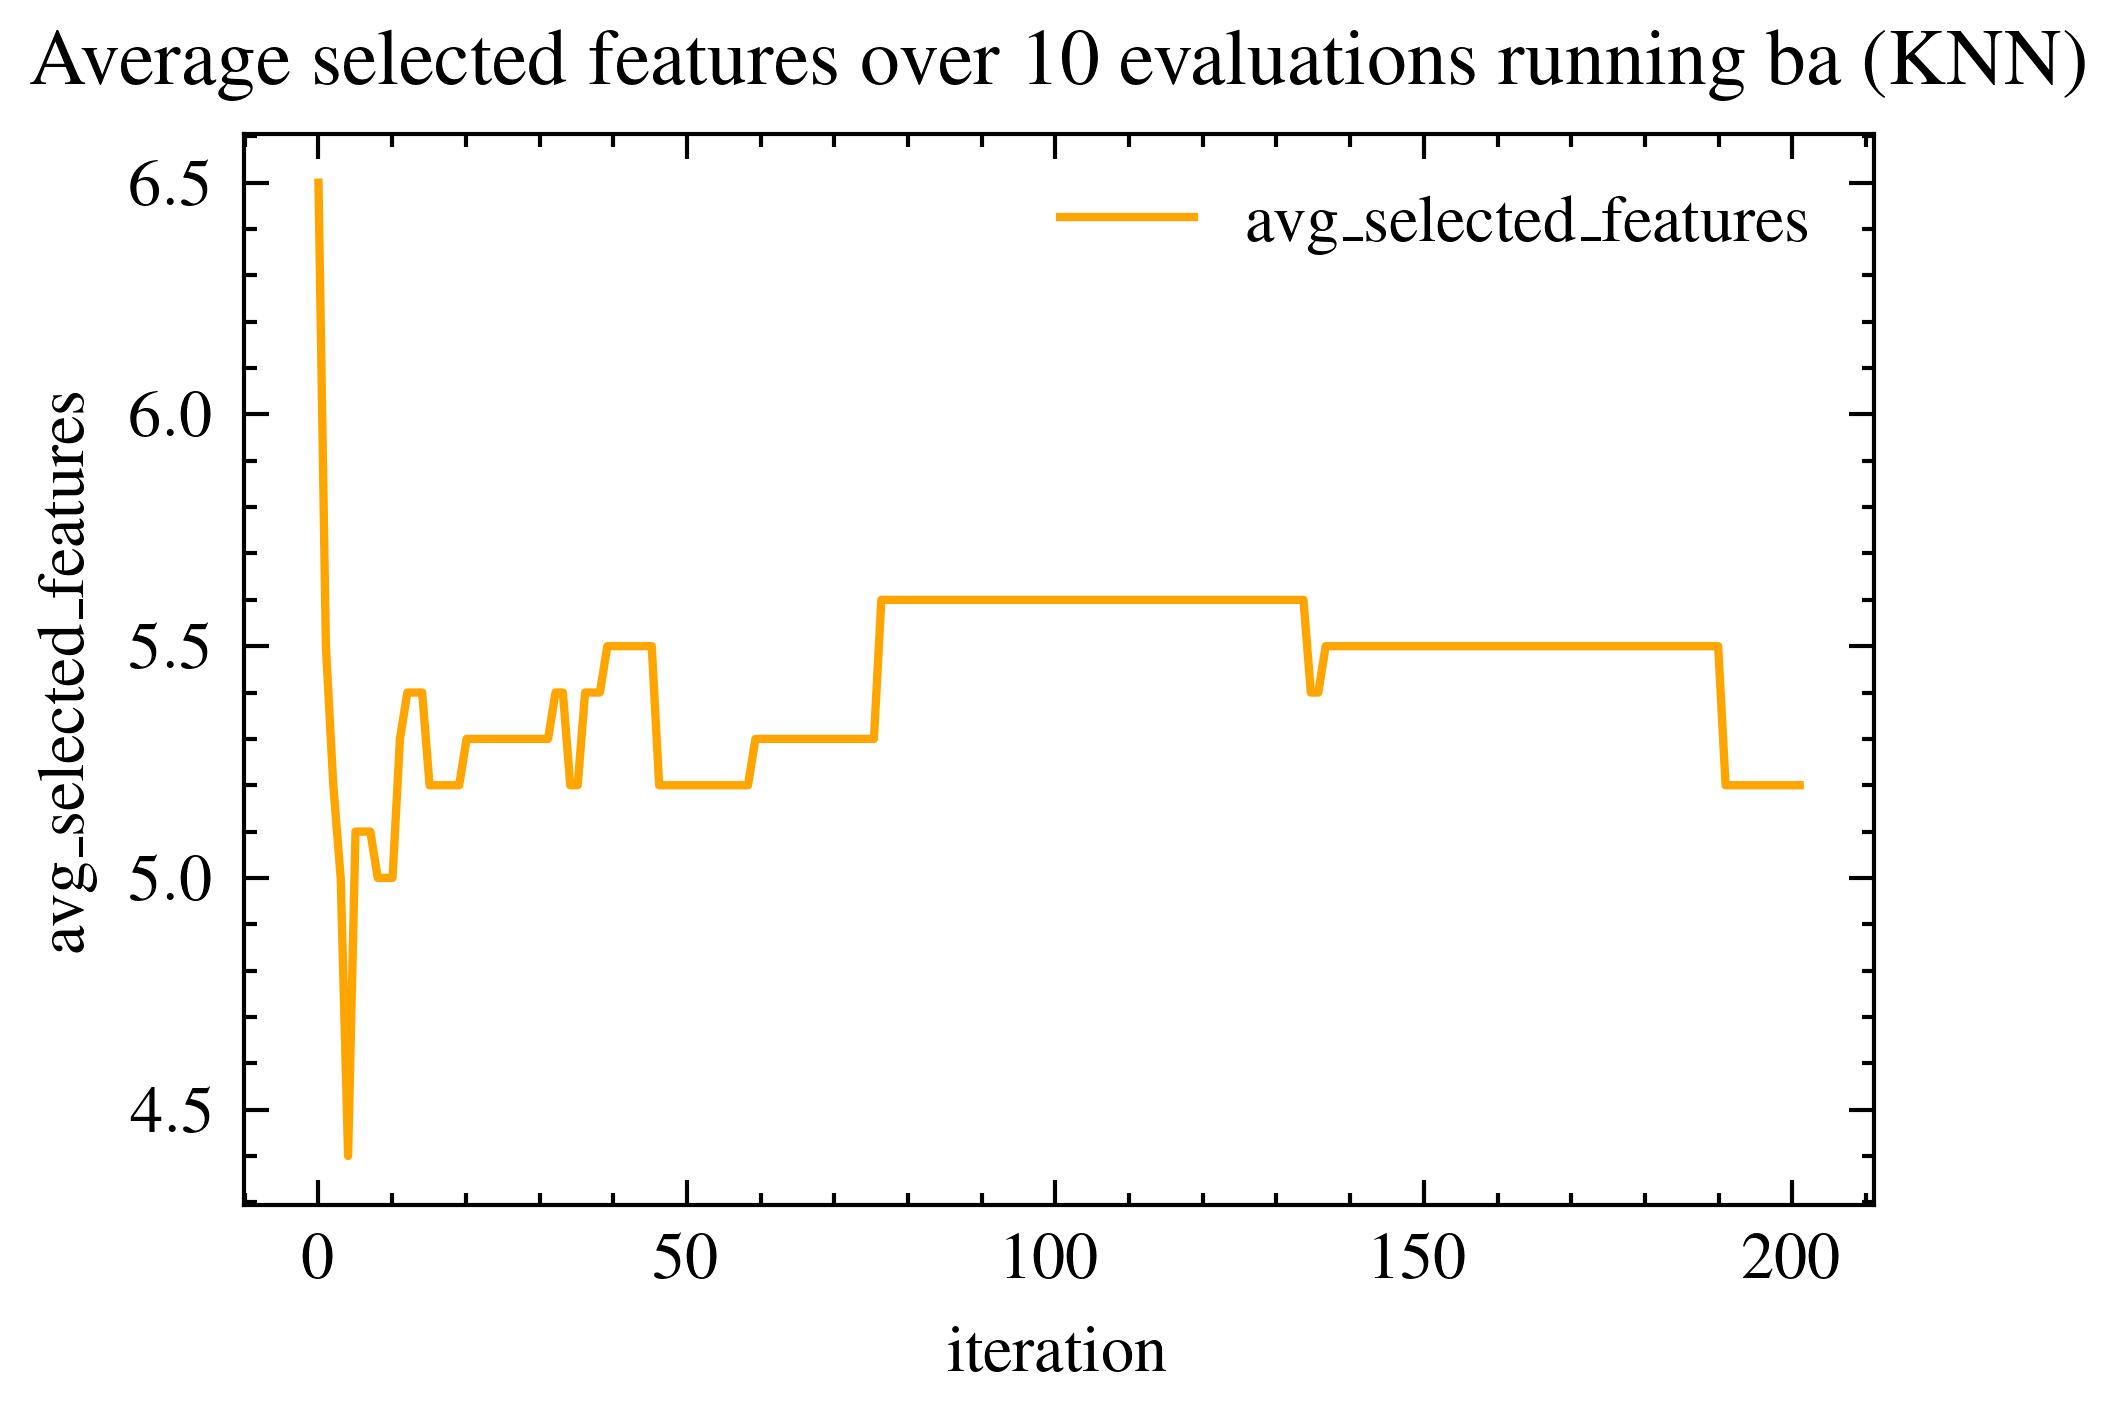 Average selected features over 10 evaluations running ba (KNN)
avg_selected_features
avg_selected_features
6.5
6.0
5.5
5.0
4.5
0 50 100 150 200
iteration